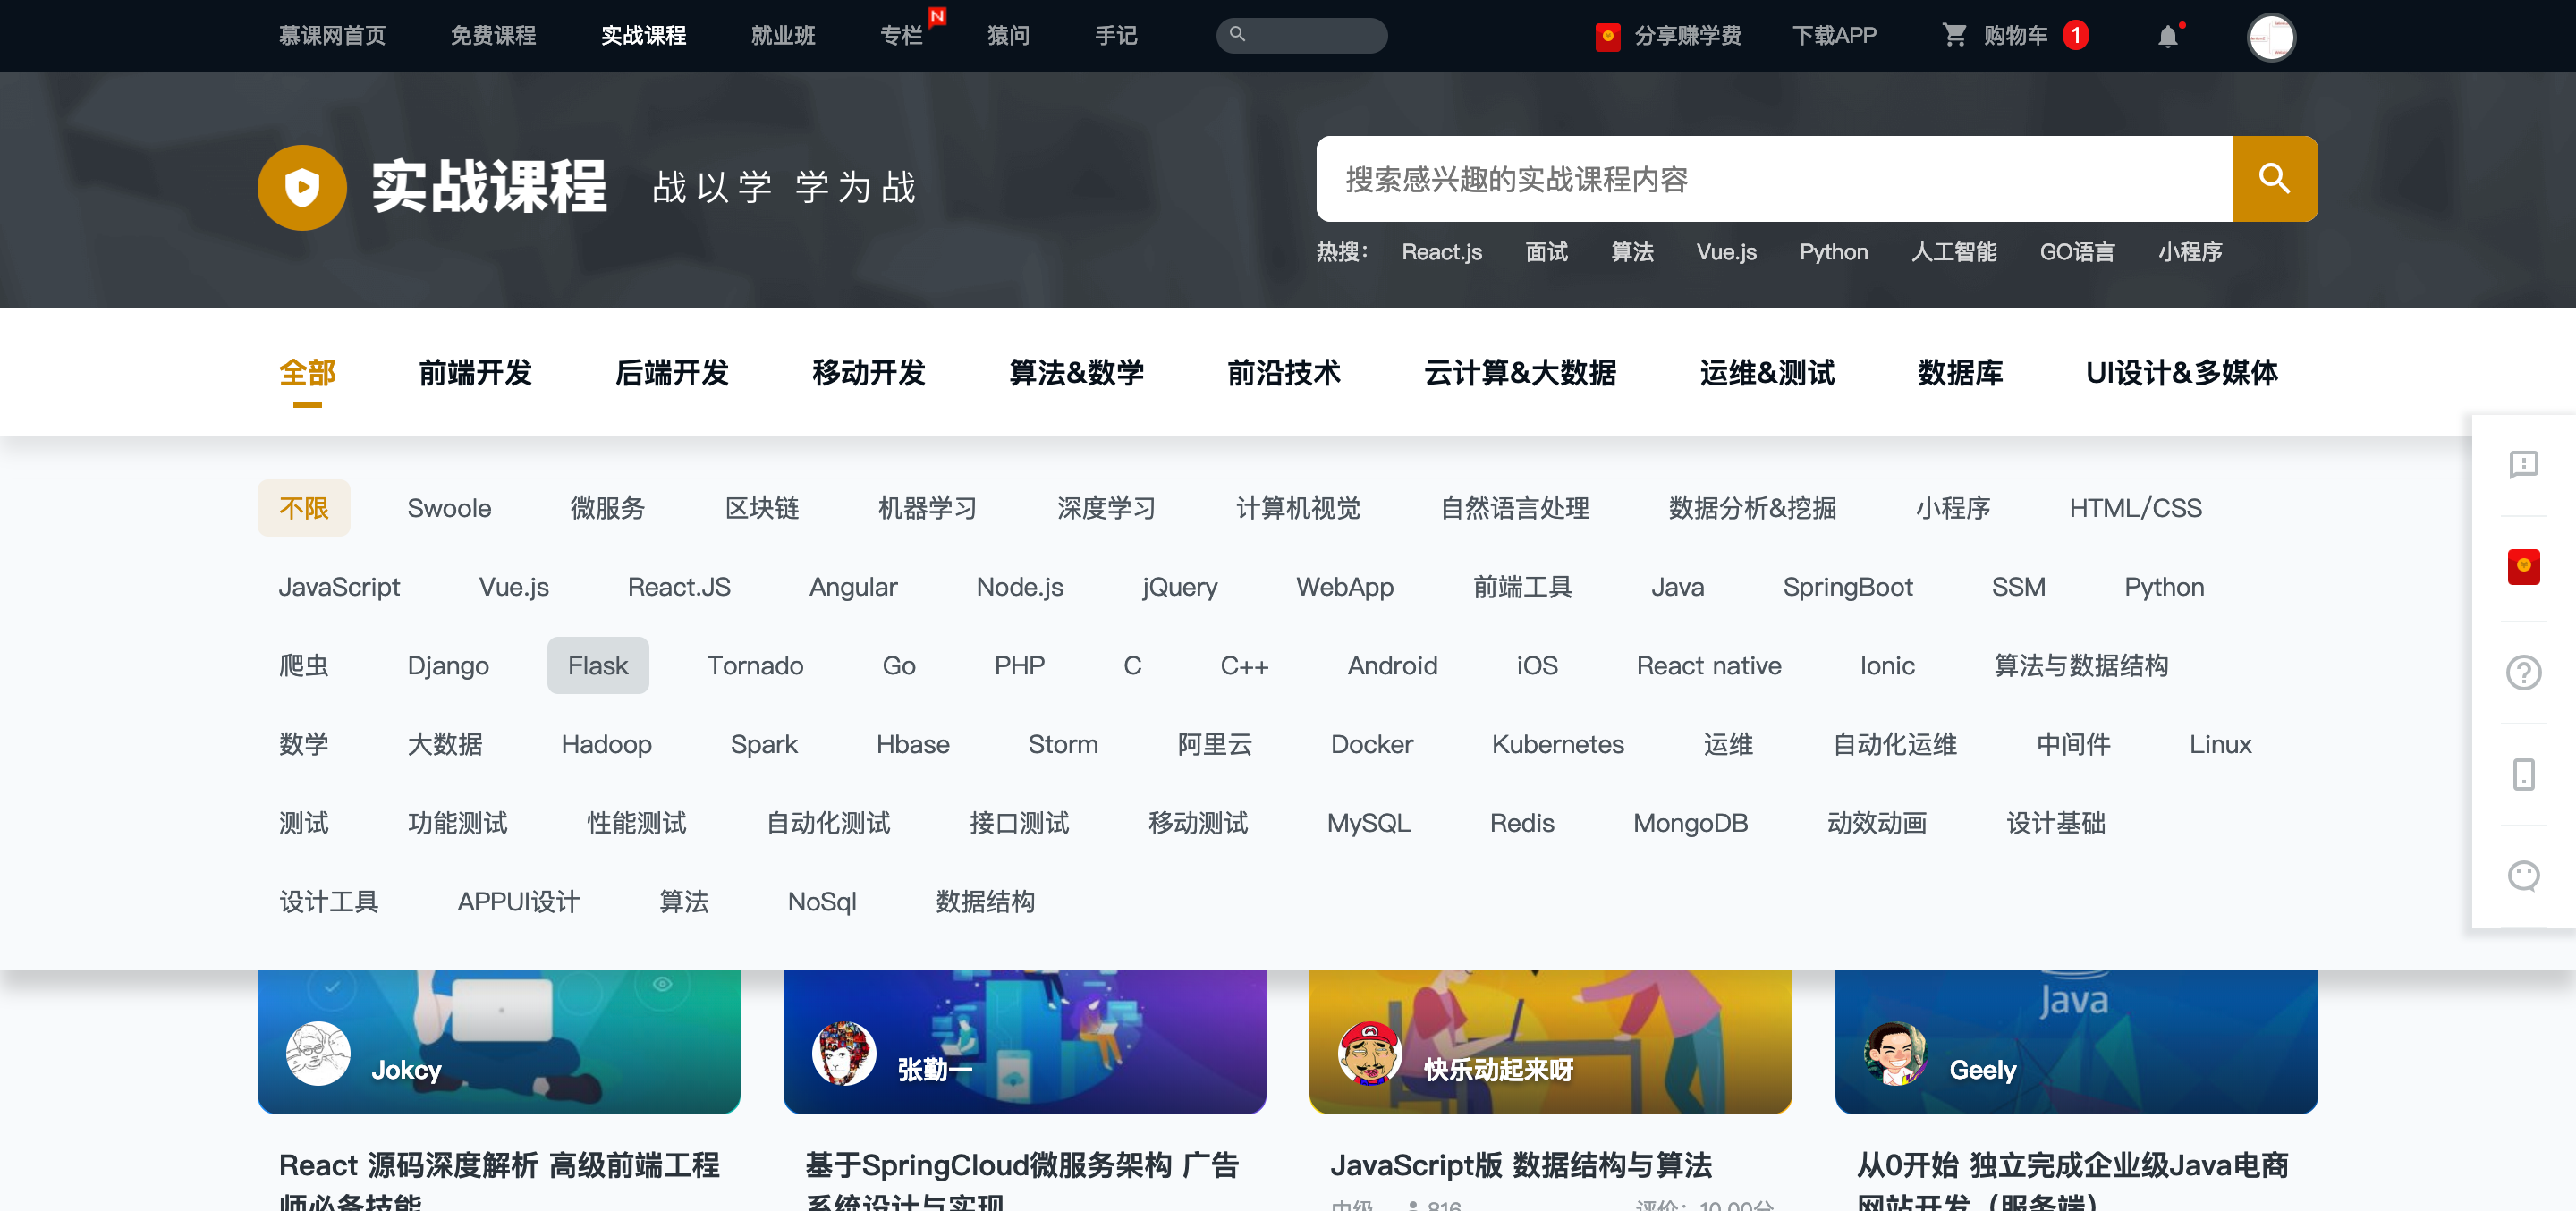 慕课网首页 免费课程 实战课程 就业班 专栏 N 猿问 手记 分享赚学费 下载APP 购物车 1
实战课程 战以学 学为战 搜索感兴趣的实战课程内容
热搜： React.js 面试 算法 Vue.js Python 人工智能 GO语言 小程序
全部 前端开发 后端开发 移动开发 算法&数学 前沿技术 云计算&大数据 运维&测试 数据库 UI设计&多媒体
不限 Swoole 微服务 区块链 机器学习 深度学习 计算机视觉 自然语言处理 数据分析&挖掘 小程序 HTML/CSS
JavaScript Vue.js React.JS Angular Node.js jQuery WebApp 前端工具 Java SpringBoot SSM Python
爬虫 Django Flask Tornado Go PHP C C++ Android iOS React native Ionic 算法与数据结构
数学 大数据 Hadoop Spark Hbase Storm 阿里云 Docker Kubernetes 运维 自动化运维 中间件 Linux
测试 功能测试 性能测试 自动化测试 接口测试 移动测试 MySQL Redis MongoDB 动效动画 设计基础
设计工具 APPUI设计 算法 NoSql 数据结构
Java
Jokcy 张勤一 快乐动起来呀 Geely
React 源码深度解析 高级前端工程
师必备技能
基于SpringCloud微服务架构 广告
系统设计与实现
JavaScript版 数据结构与算法
中级 816 评价：10.00分
从0开始 独立完成企业级Java电商
网站开发（服务端）